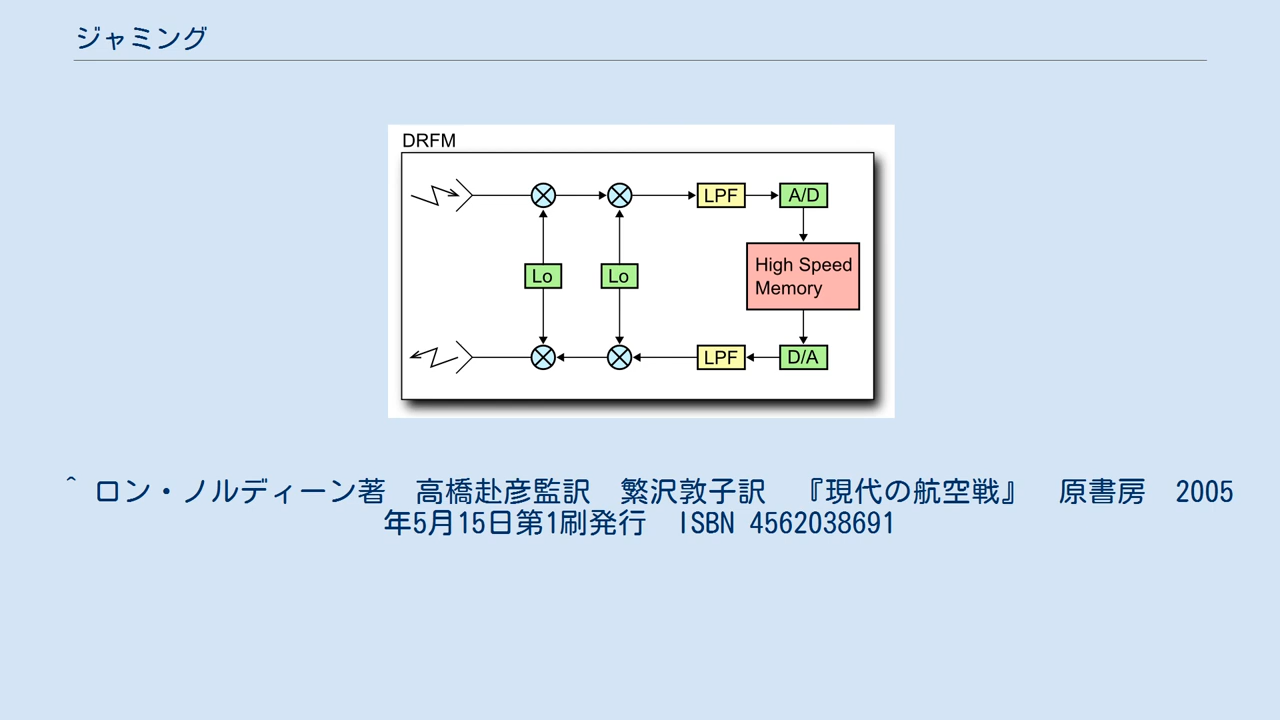 ジャミング
DRFM
LPF
A/D
Lo
Lo
High Speed
Memory
LPF
D/A
^ ロン・ノルディーン著　高橋赴彦監訳　繁沢敦子訳　『現代の航空戦』　原書房　2005
年5月15日第1刷発行　ISBN 4562038691